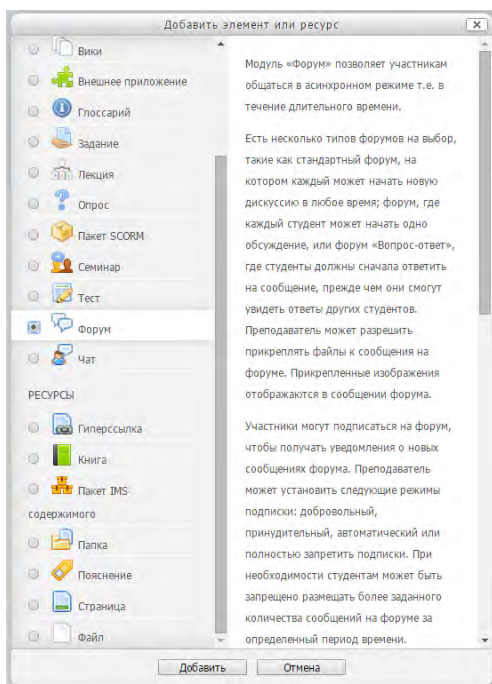 Добавить элемент или ресурс
Вики
Внешнее приложение
Глоссарий
Задание
Лекция
Опрос
Пакет SCORM
Семинар
Тест
Форум
Чат
РЕСУРСЫ
Гиперссылка
Книга
Пакет IMS
содержимого
Папка
Пояснение
Страница
Файл
Модуль «Форум» позволяет участникам
общаться в асинхронном режиме т.е. в
течение длительного времени.
Есть несколько типов форумов на выбор,
такие как стандартный форум, на
котором каждый может начать новую
дискуссию в любое время; форум, где
каждый студент может начать одно
обсуждение, или форум «Вопрос-ответ»,
где студенты должны сначала ответить
на сообщение, прежде чем они смогут
увидеть ответы других студентов.
Преподаватель может разрешить
прикреплять файлы к сообщения на
форуме. Прикрепленные изображения
отображаются в сообщении форума.
Участники могут подписаться на форум,
чтобы получать уведомления о новых
сообщениях форума. Преподаватель
может установить следующие режимы
подписки: добровольный,
принудительный, автоматический или
полностью запретить подписки. При
необходимости студентам может быть
запрещено размещать более заданного
количества сообщений на форуме за
определенный период времени.
Добавить
Отмена